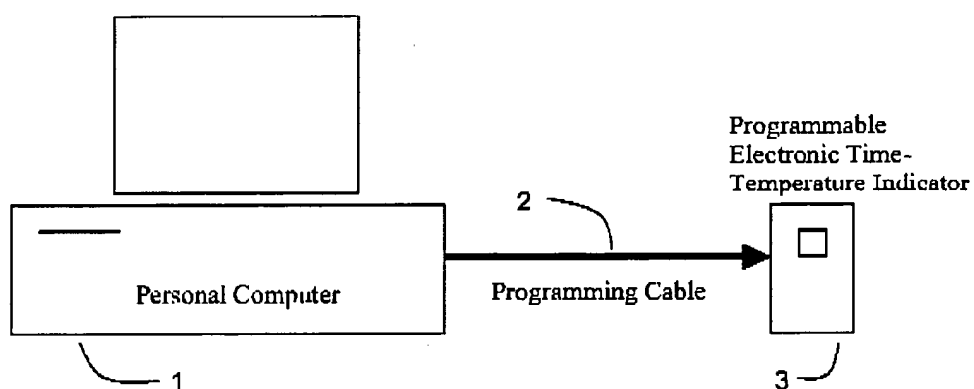 Programmable
Electronic Time-
Temperature Indicator
2
Personal Computer
Programming Cable
1
3